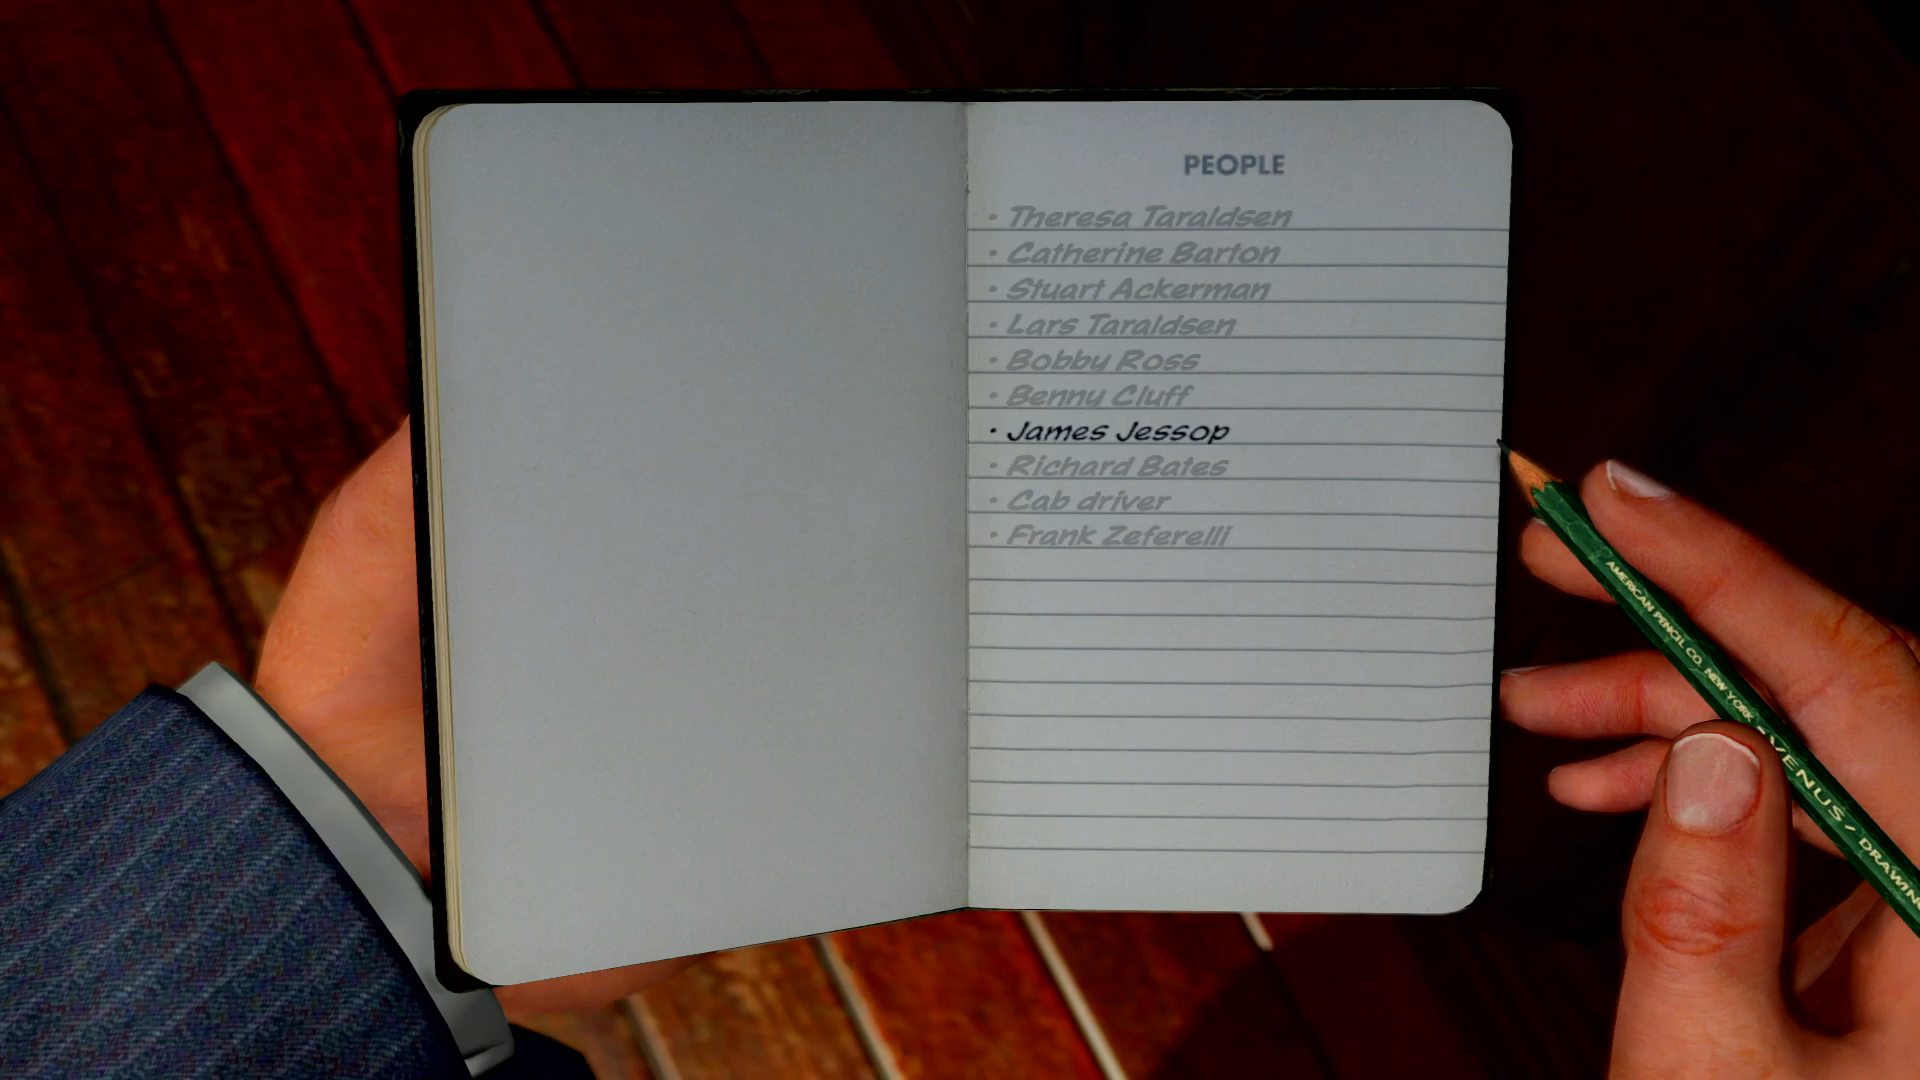 PEOPLE
• Theresa Taraldsen
• Catherine Barton
• Stuart Ackerman
• Lars Taraldsen
• Bobby Ross
• Benny Cluff
• James Jessop
• Richard Bates
• Cab driver
• Frank Zeferelli
AMERICAN PENCIL CO. NEW YORK VENUS / DRAWING